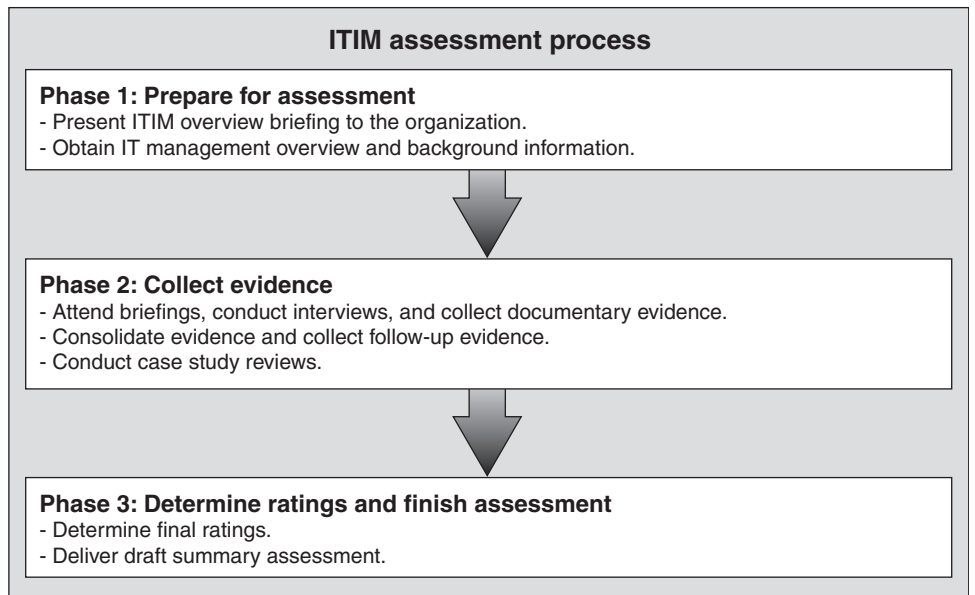 ITIM assessment process
Phase 1: Prepare for assessment
- Present ITIM overview briefing to the organization.
- Obtain IT management overview and background information.
Phase 2: Collect evidence
- Attend briefings, conduct interviews, and collect documentary evidence.
- Consolidate evidence and collect follow-up evidence.
- Conduct case study reviews.
Phase 3: Determine ratings and finish assessment
- Determine final ratings.
- Deliver draft summary assessment.